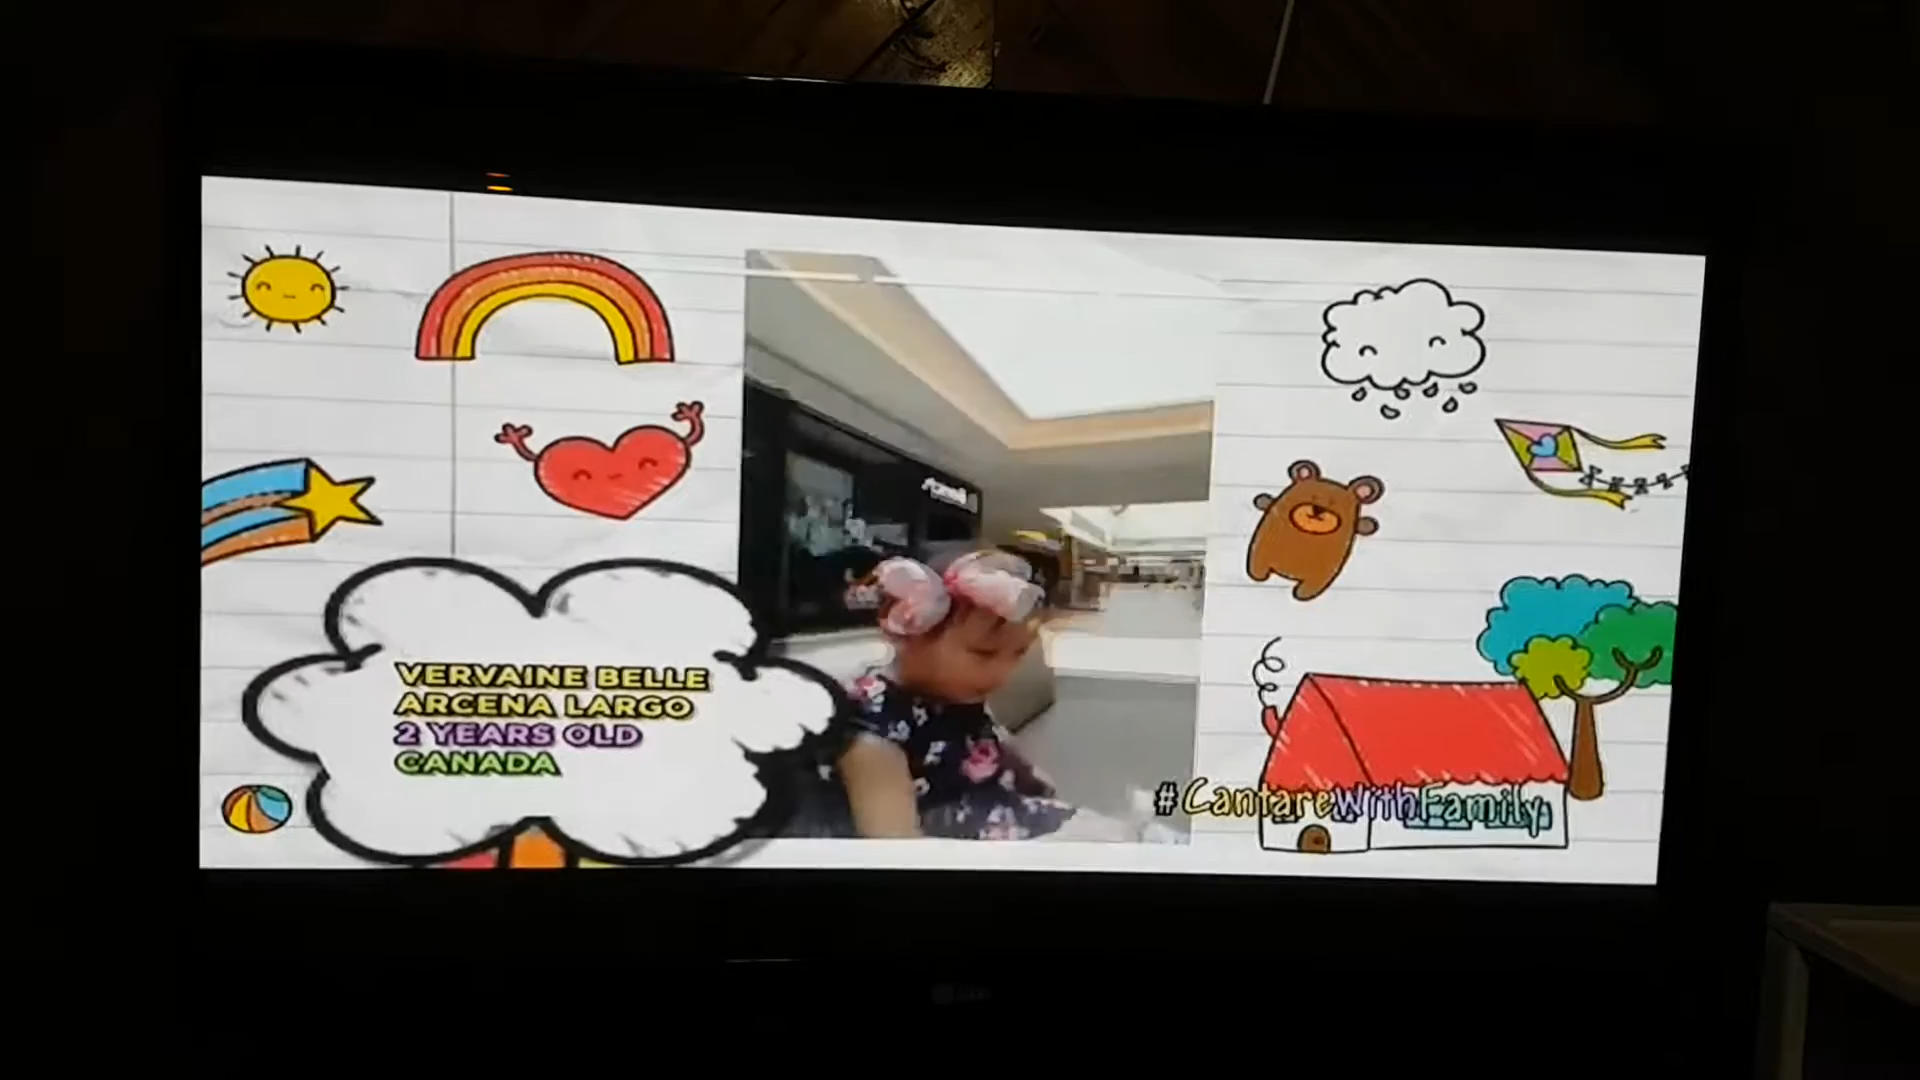 VERVAINE BELLE
ARCENA LARGO
2 YEARS OLD
CANADA
#CantareWithFamily